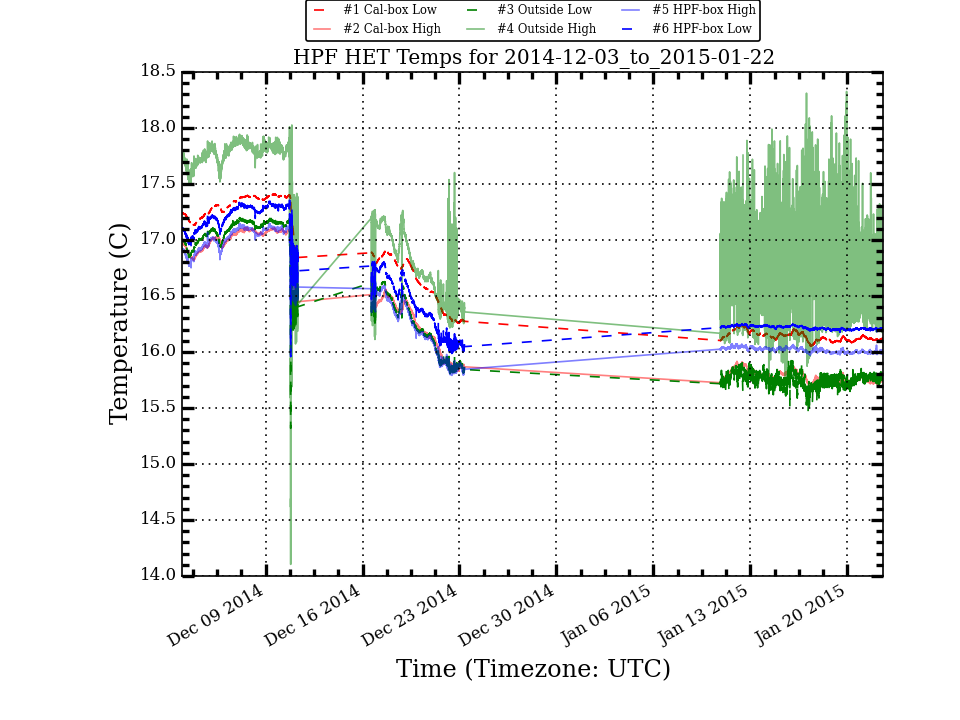 #1 Cal-box Low #3 Outside Low #5 HPF-box High
#2 Cal-box High #4 Outside High #6 HPF-box Low
HPF HET Temps for 2014-12-03_to_2015-01-22
18.5
18.0
17.5
17.0
16.5
16.0
15.5
15.0
14.5
14.0
Temperature (C)
Dec 09 2014 Dec 16 2014 Dec 23 2014 Dec 30 2014 Jan 06 2015 Jan 13 2015 Jan 20 2015
Time (Timezone: UTC)